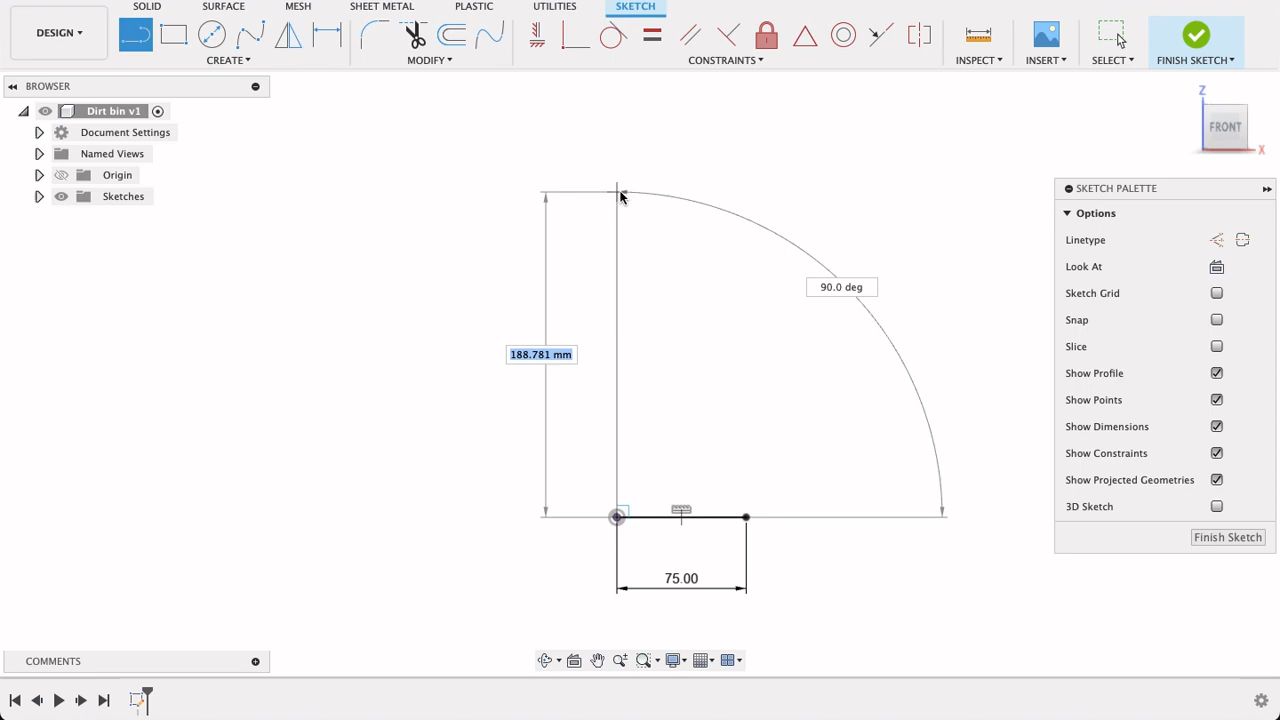 SOLID SURFACE MESH SHEET METAL PLASTIC UTILITIES SKETCH
DESIGN
CREATE MODIFY CONSTRAINTS INSPECT INSERT SELECT FINISH SKETCH
BROWSER
Dirt bin v1
Document Settings
Named Views
Origin
Sketches
Z
FRONT
X
SKETCH PALETTE
Options
Linetype
Look At
Sketch Grid
Snap
Slice
Show Profile
Show Points
Show Dimensions
Show Constraints
Show Projected Geometries
3D Sketch
Finish Sketch
90.0 deg
188.781 mm
75.00
COMMENTS